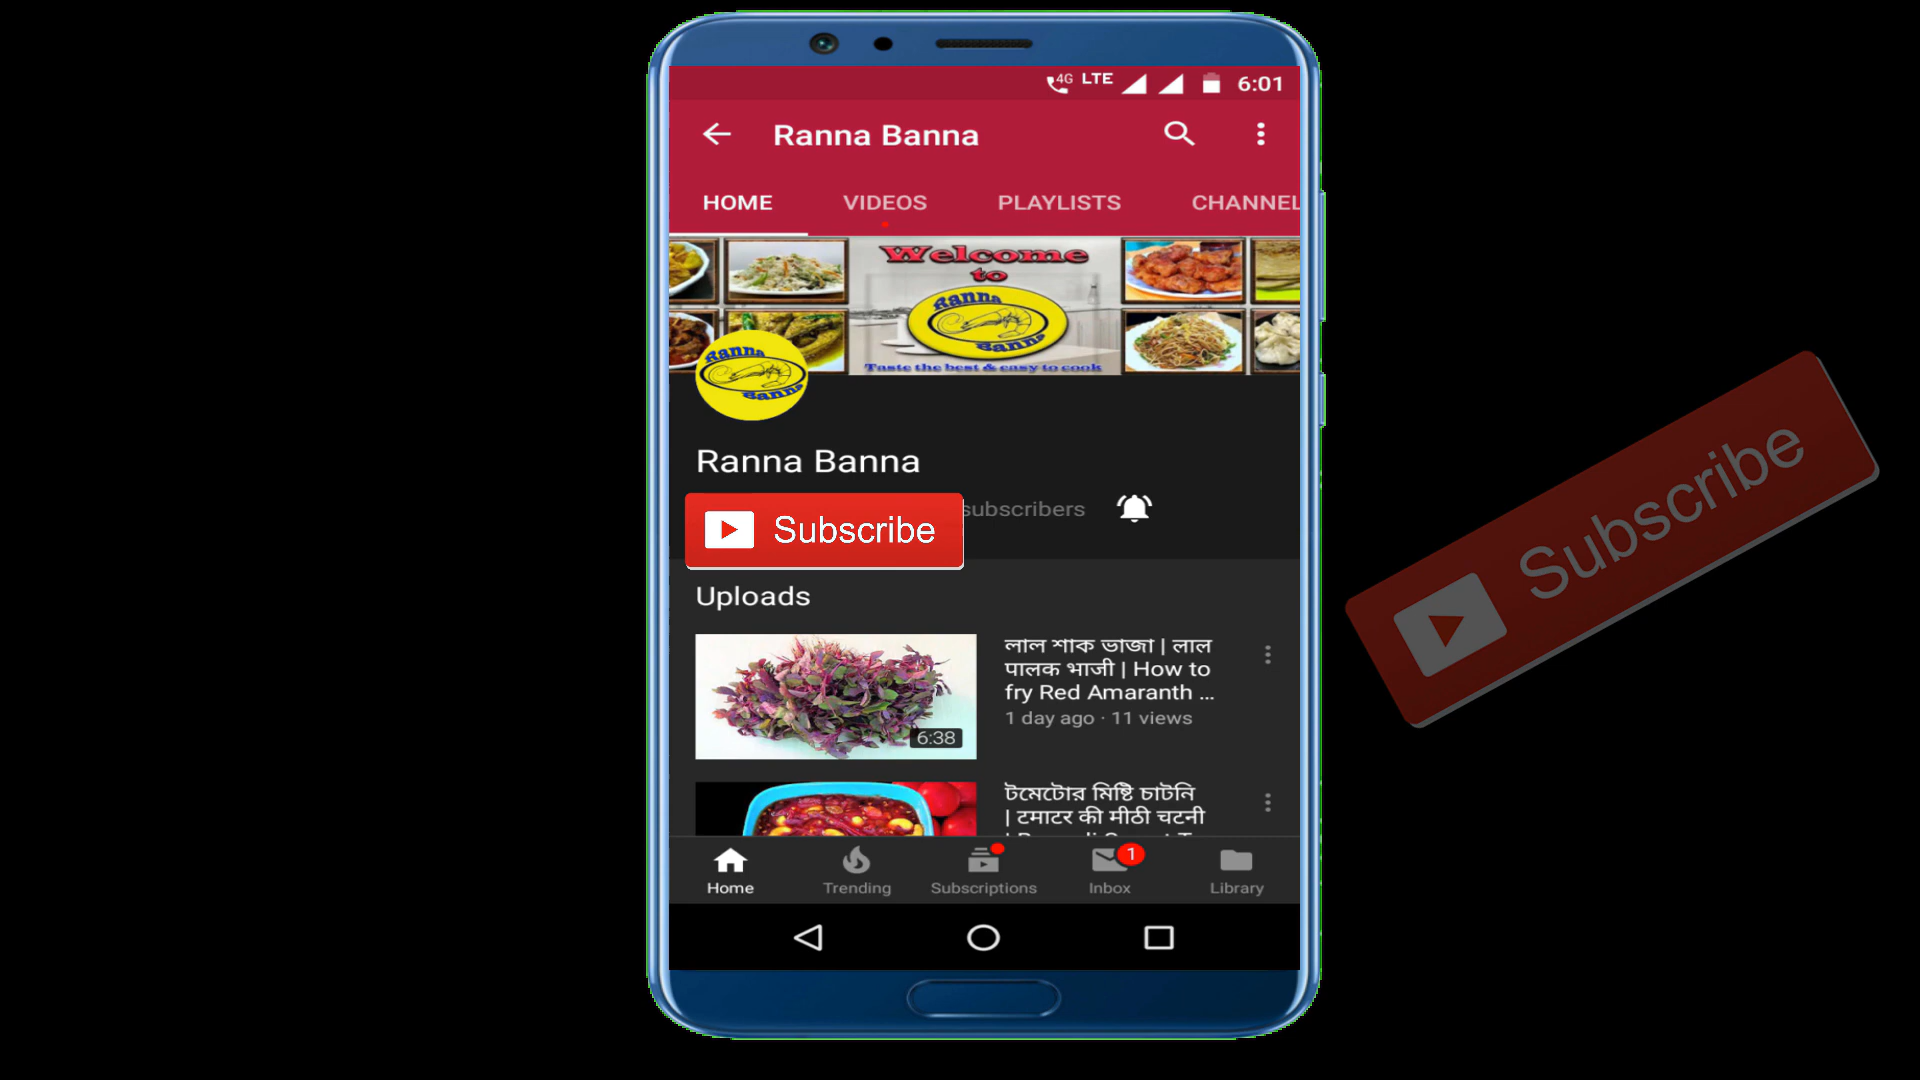 4G LTE 6:01
Ranna Banna
HOME VIDEOS PLAYLISTS CHANNEL
Welcome
to
Ranna
Banna
Taste the best & easy to cook
Ranna
Banna
Ranna Banna
Subscribe subscribers
Subscribe
Uploads
লাল শাক ভাজা | লাল
पालक भाजी | How to
fry Red Amaranth ...
1 day ago · 11 views
6:38
টমেটোর মিষ্টি চাটনি
| टमाटर की मीठी चटनी
Home Trending Subscriptions Inbox 1 Library